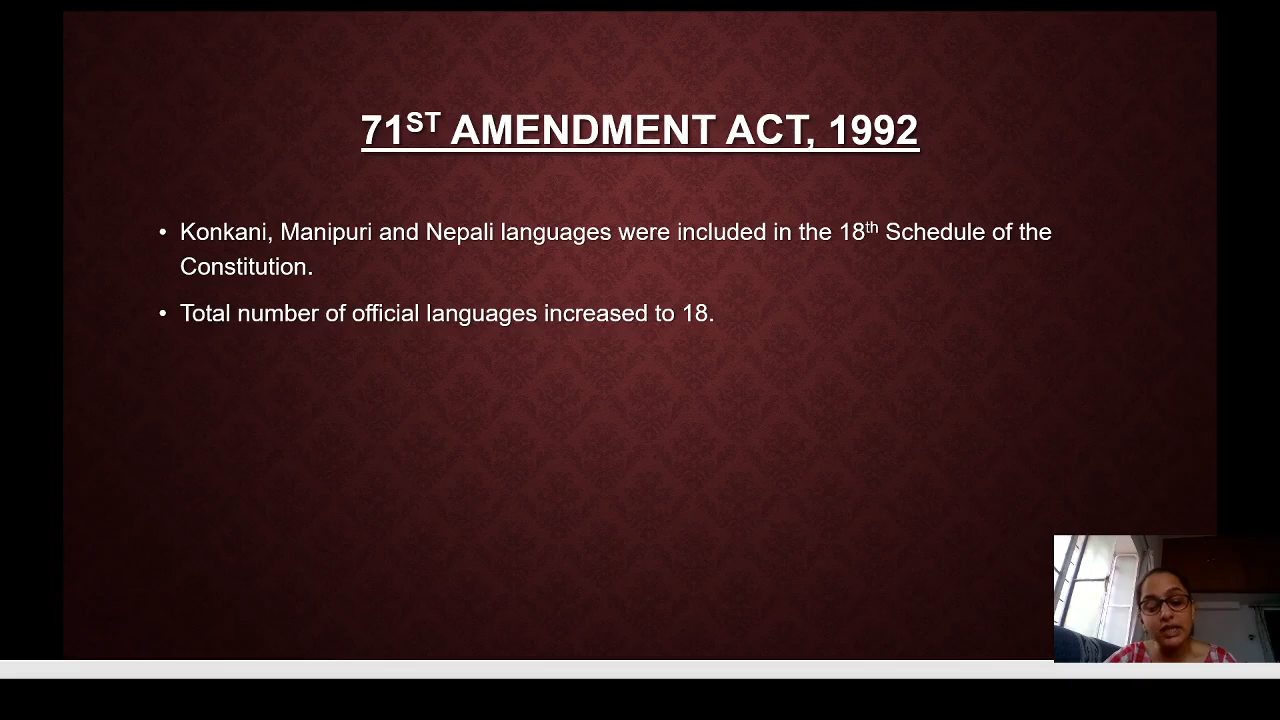 71ST AMENDMENT ACT, 1992
• Konkani, Manipuri and Nepali languages were included in the 18th Schedule of the
Constitution.
• Total number of official languages increased to 18.